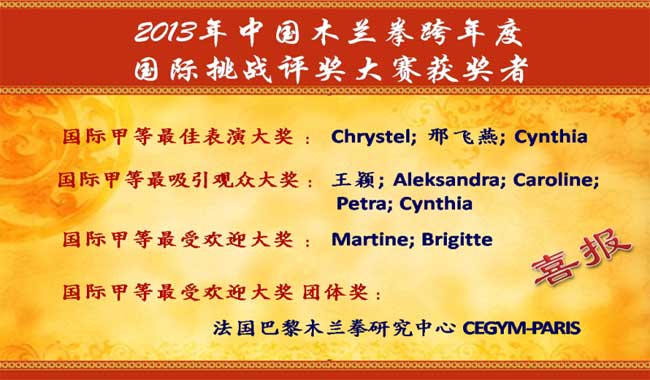 2013年中国木兰拳跨年度
国际挑战评奖大赛获奖者
国际甲等最佳表演大奖 ： Chrystel; 邢飞燕; Cynthia
国际甲等最吸引观众大奖： 王颖; Aleksandra; Caroline;
Petra; Cynthia
国际甲等最受欢迎大奖 ： Martine; Brigitte
喜报
国际甲等最受欢迎大奖 团体奖：
法国巴黎木兰拳研究中心 CEGYM-PARIS